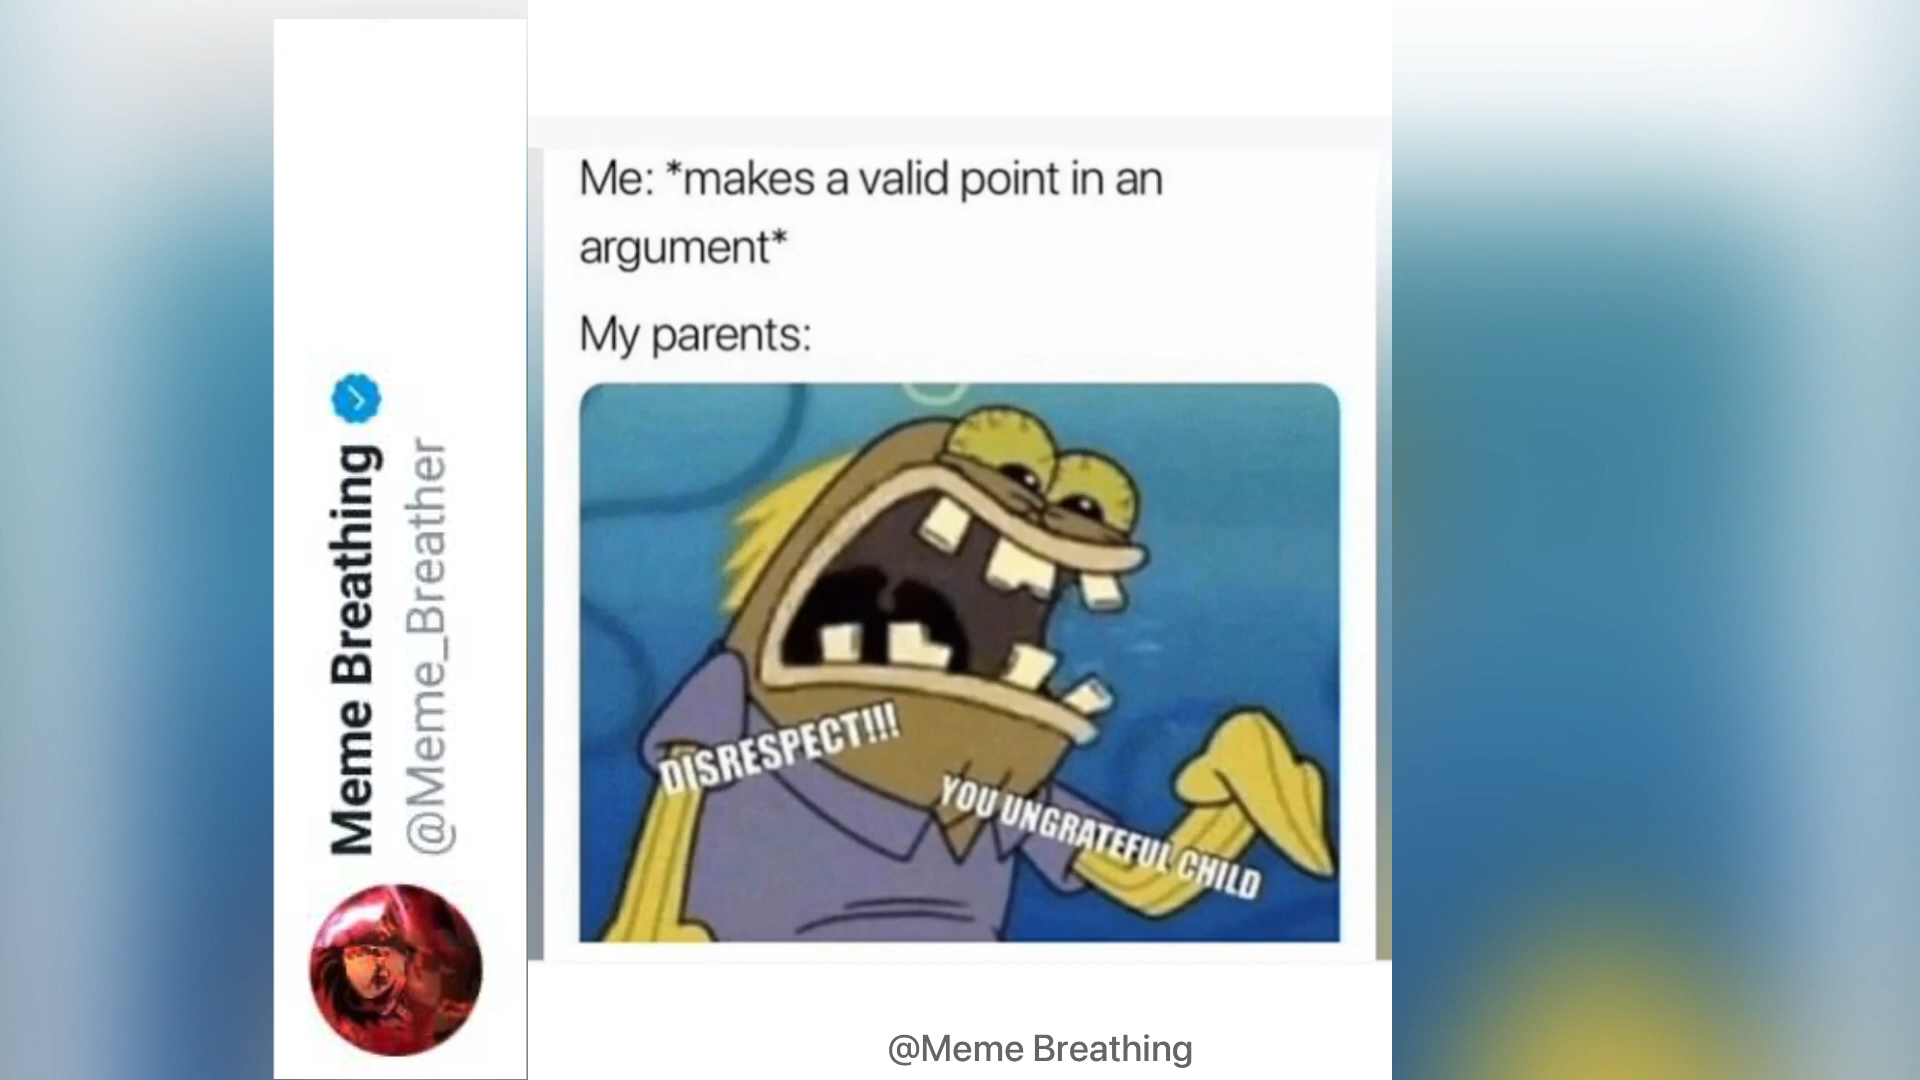 Meme Breathing
@Meme_Breather
Me: *makes a valid point in an
argument*
My parents:
DISRESPECT!!!
YOU UNGRATEFUL CHILD
@Meme Breathing